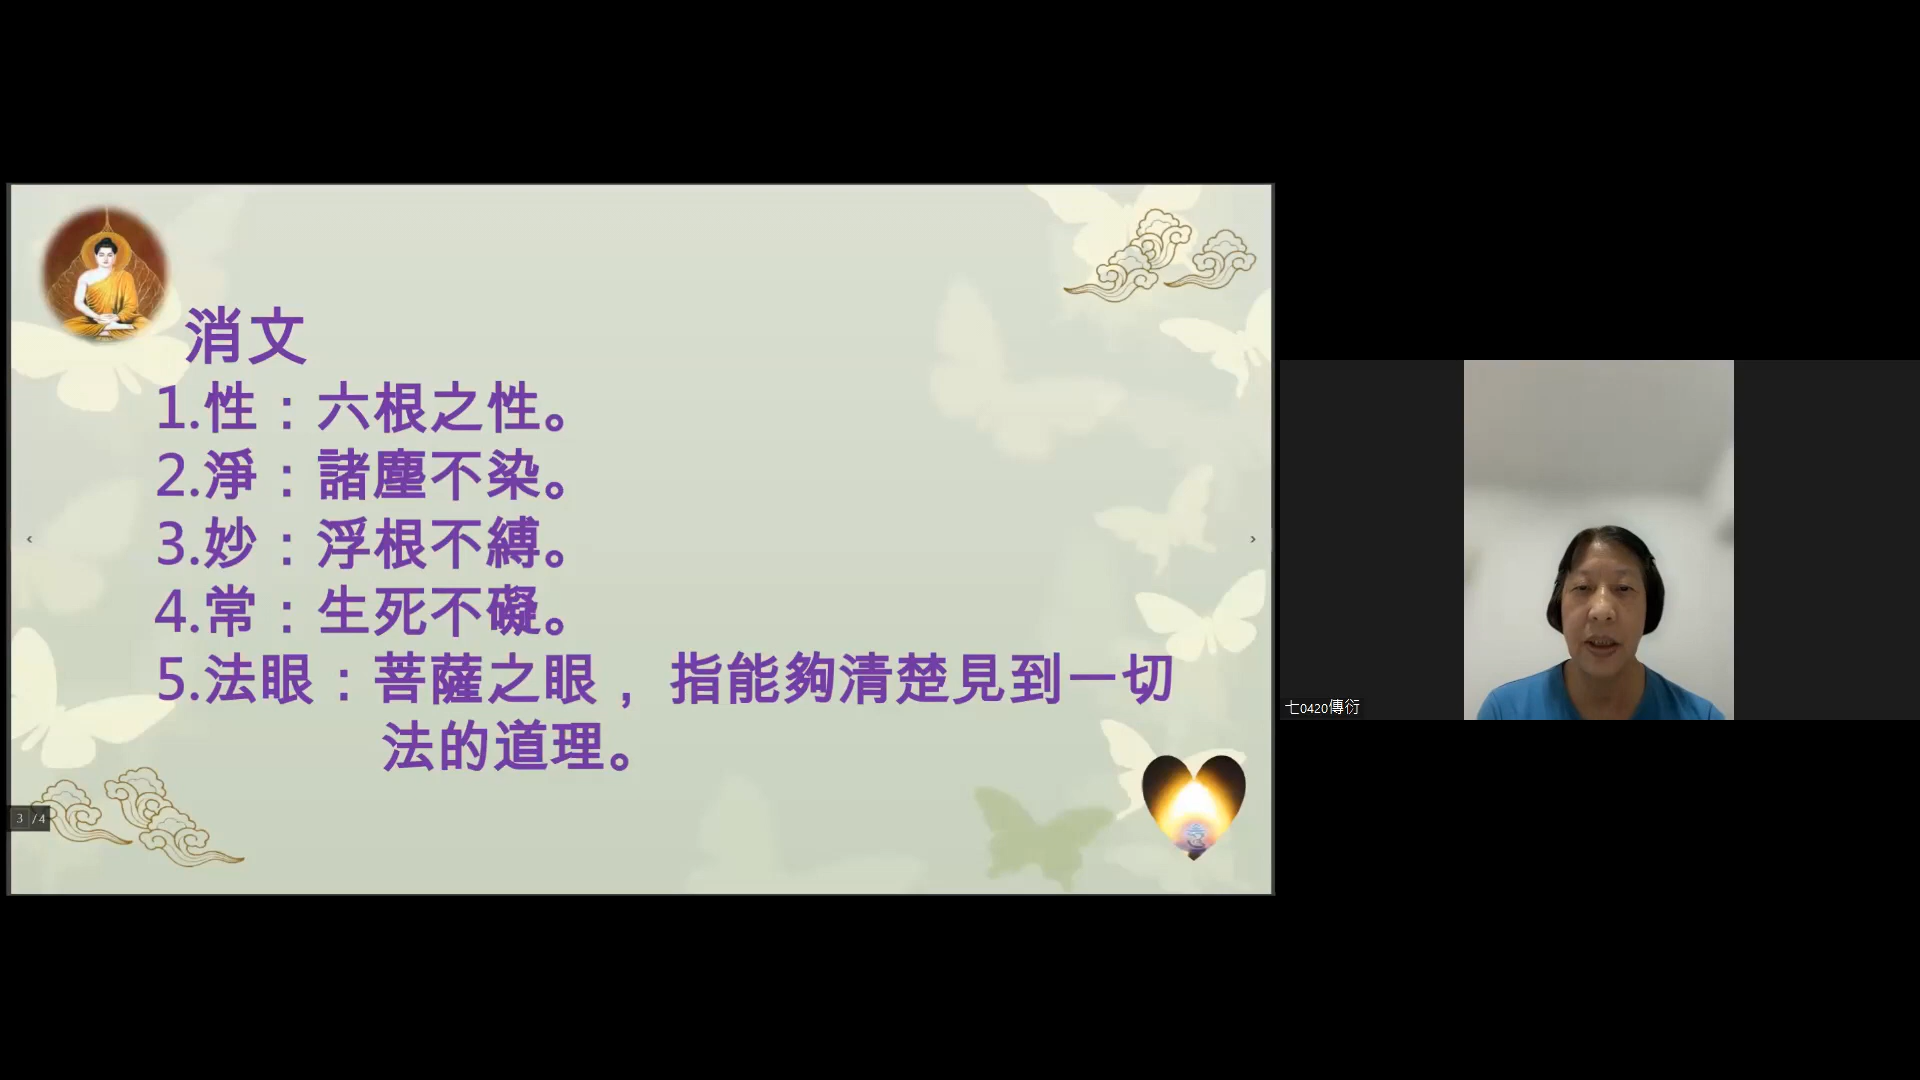 消文
1.性：六根之性。
2.淨：諸塵不染。
3.妙：浮根不縛。
4.常：生死不礙。
5.法眼：菩薩之眼，指能夠清楚見到一切
法的道理。
3 / 4
七0420傳衍